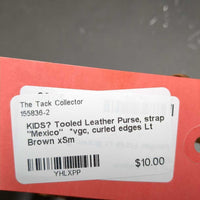 The Tack Collector
155836-2
KIDS? Tooled Leather Purse, strap
"Mexico" *vgc, curled edges Lt
Brown xSm
$10.00
YHLXPP